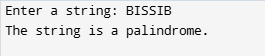 Enter a string: BISSIB
The string is a palindrome.